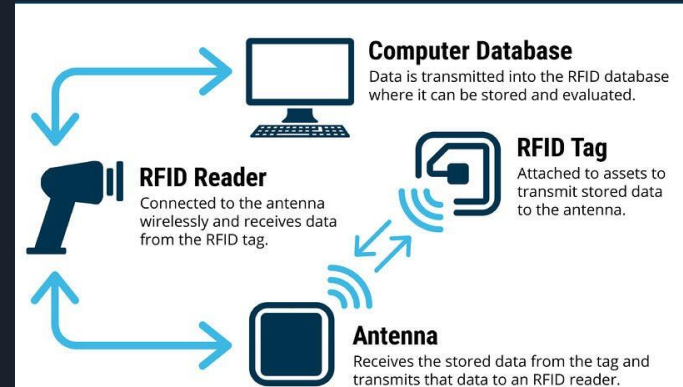 Computer Database
Data is transmitted into the RFID database
where it can be stored and evaluated.
RFID Tag
Attached to assets to
transmit stored data
to the antenna.
RFID Reader
Connected to the antenna
wirelessly and receives data
from the RFID tag.
Antenna
Receives the stored data from the tag and
transmits that data to an RFID reader.